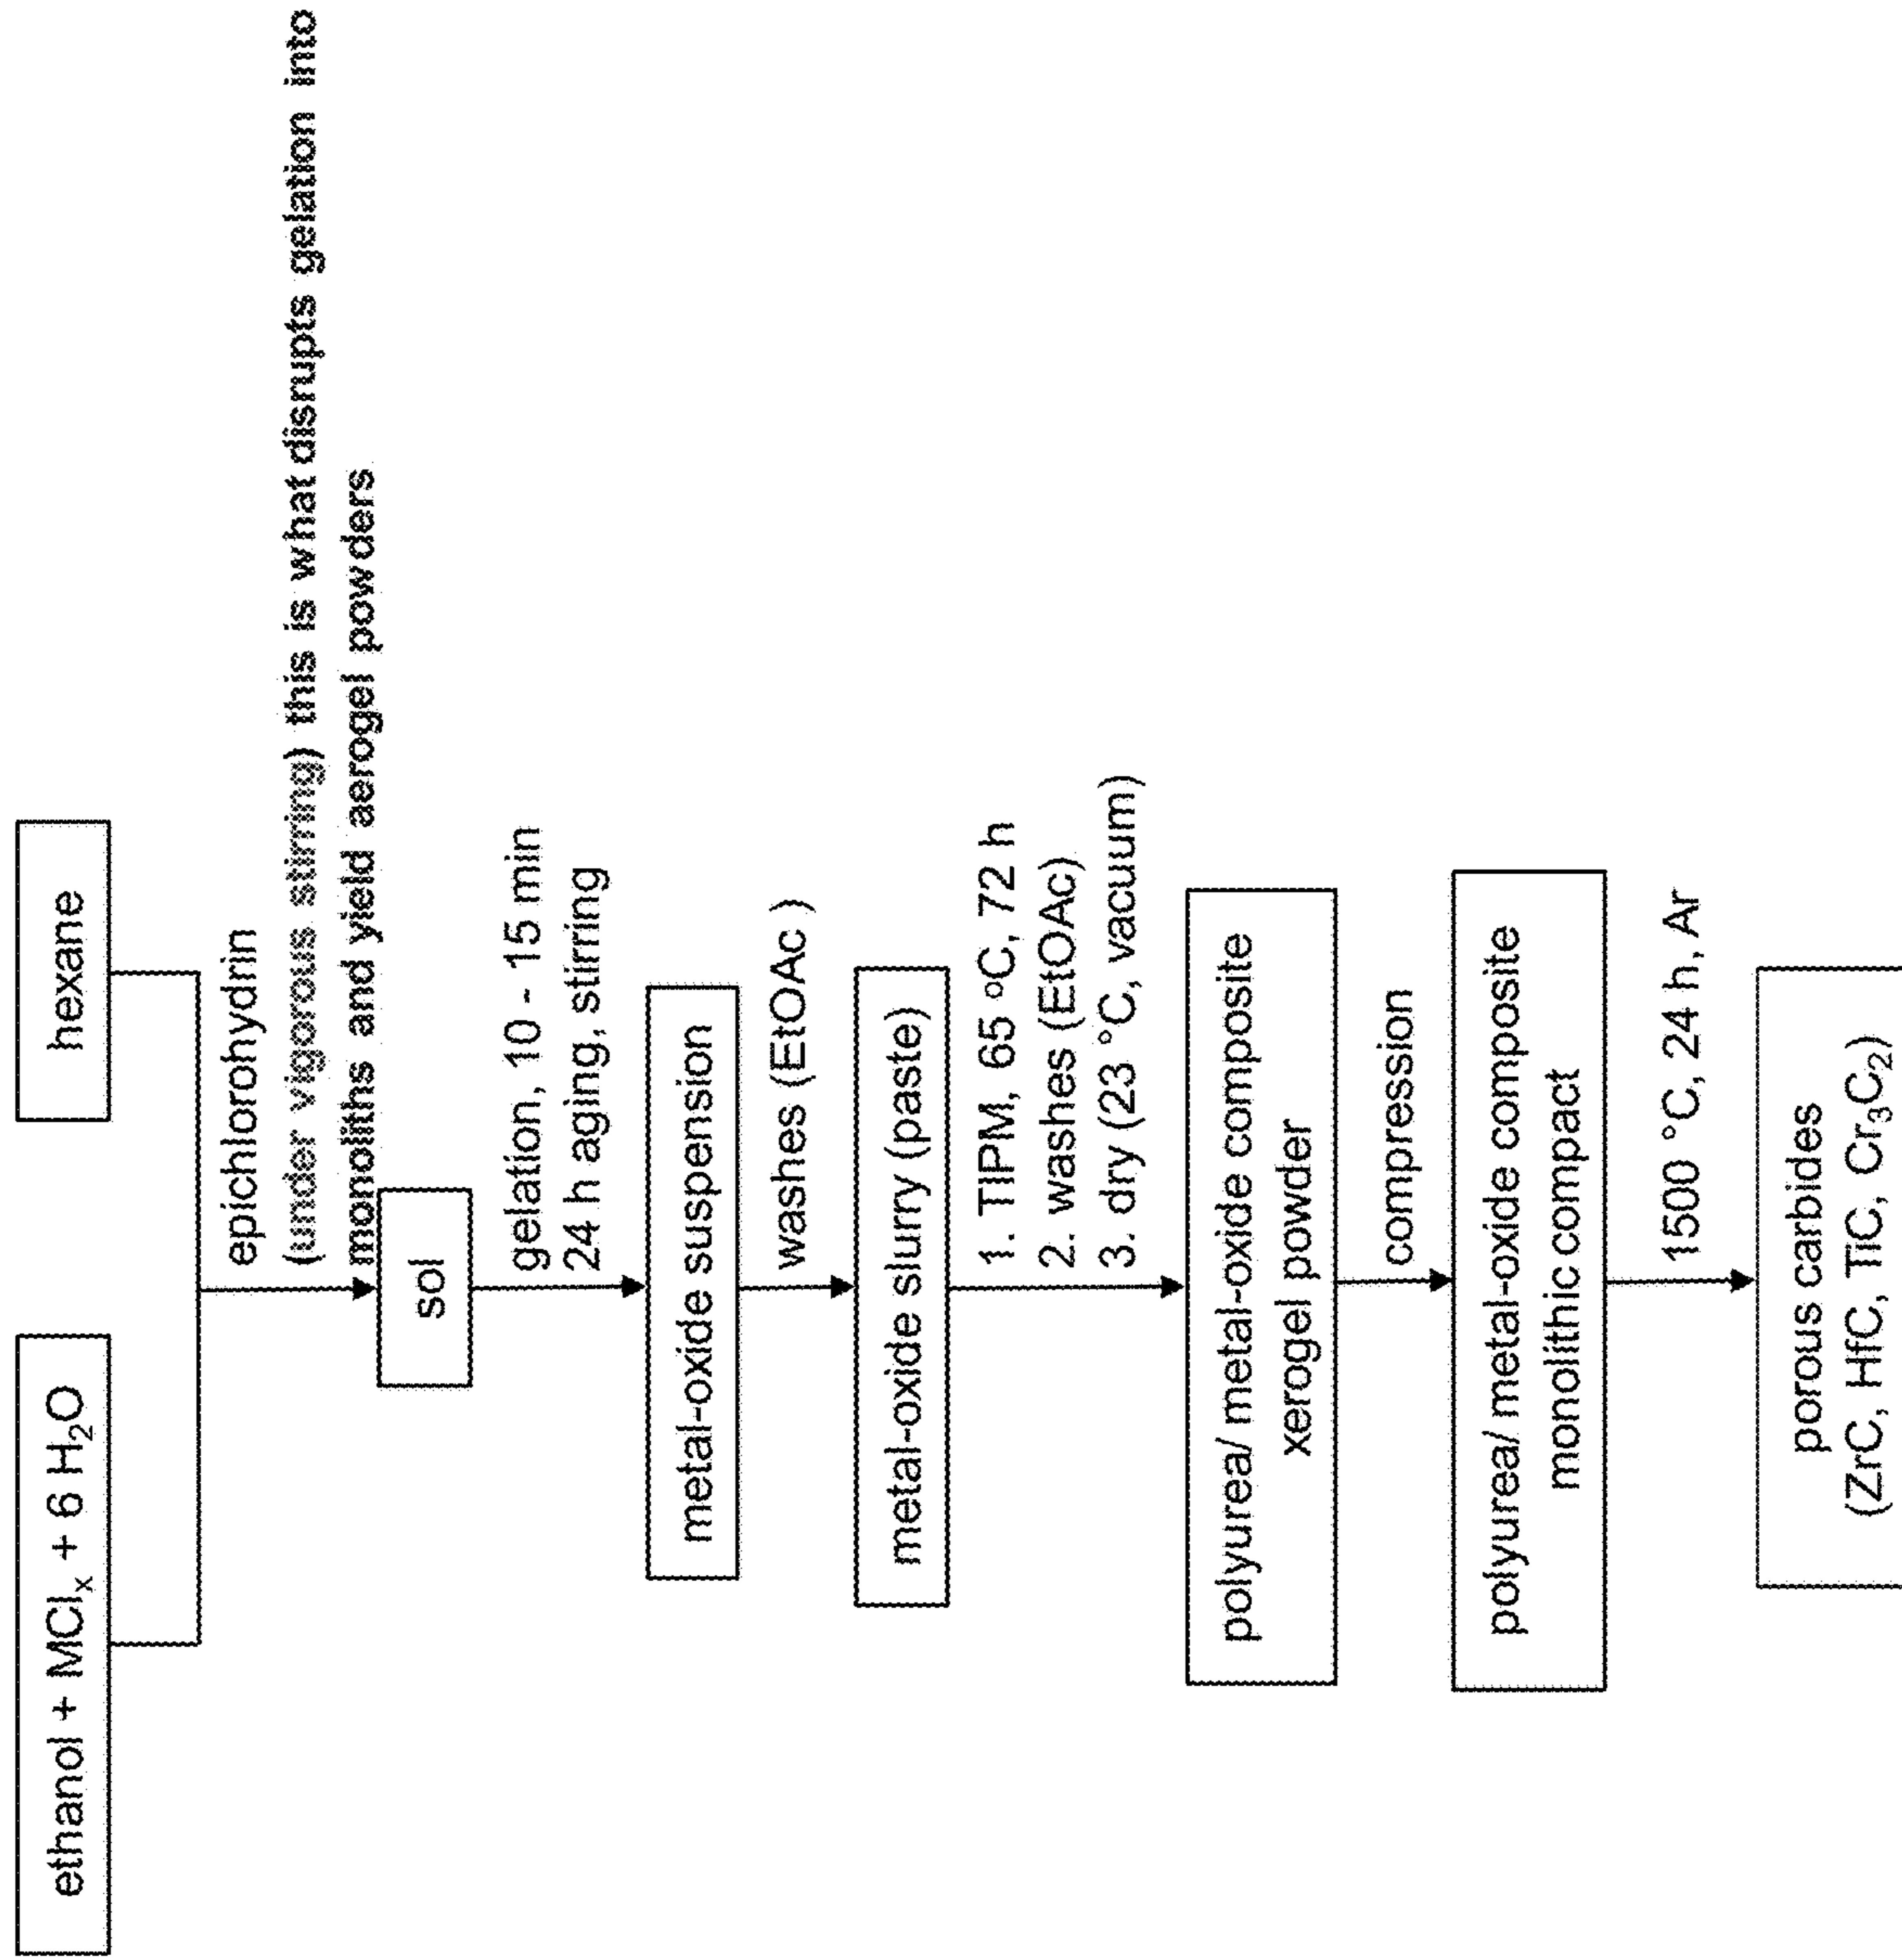 ethanol + MClₓ + 6 H₂O
hexane
epichlorohydrin
(under vigorous stirring) this is what disrupts gelation into
monoliths and yield aerogel powders
sol
gelation, 10 - 15 min
24 h aging, stirring
metal-oxide suspension
washes (EtOAc )
metal-oxide slurry (paste)
1. TIPM, 65 °C, 72 h
2. washes (EtOAc)
3. dry (23 °C, vacuum)
polyurea/ metal-oxide composite
xerogel powder
compression
polyurea/ metal-oxide composite
monolithic compact
1500 °C, 24 h, Ar
porous carbides
(ZrC, HfC, TiC, Cr₃C₂)